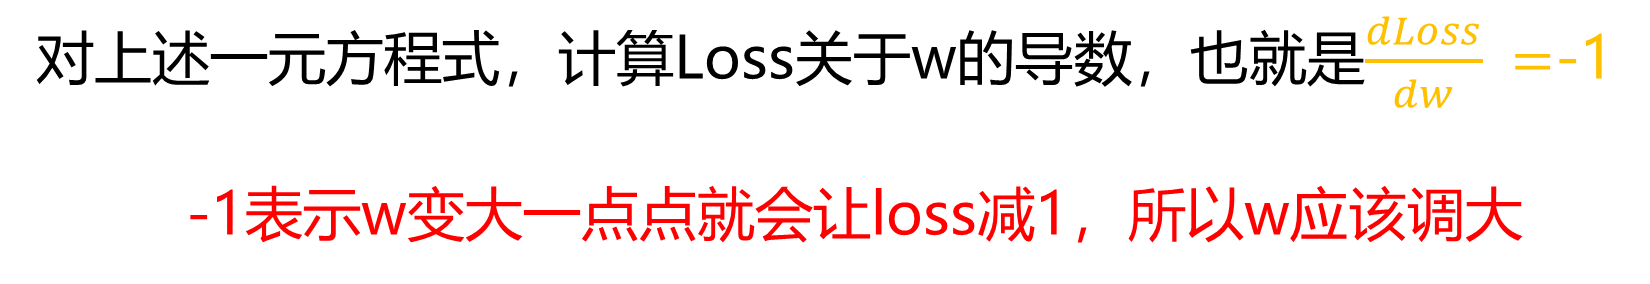 对上述一元方程式，计算Loss关于w的导数，也就是dLoss/dw =-1
-1表示w变大一点点就会让loss减1，所以w应该调大